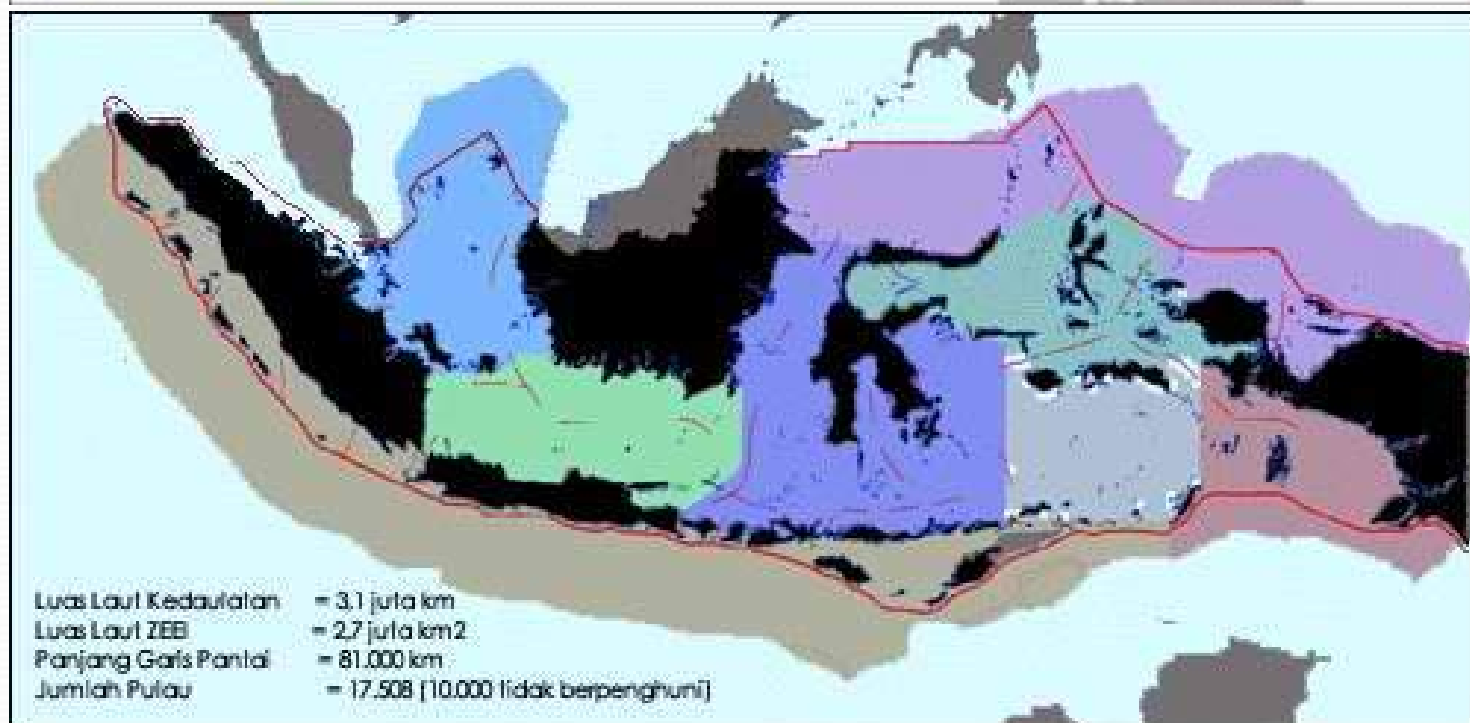 Luas Laut Kedaulatan = 3,1 juta km
Luas Laut ZEEI = 2,7 juta km2
Panjang Garis Pantai = 81.000 km
Jumlah Pulau = 17.508 (10.000 tidak berpenghuni)